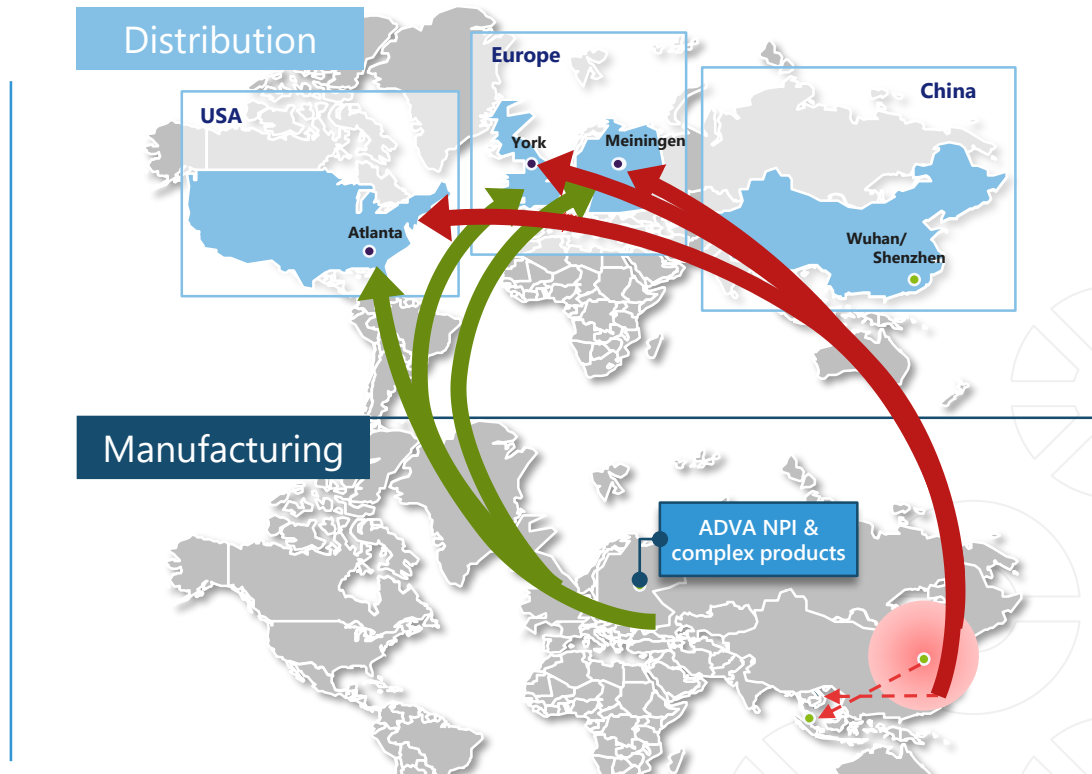 Distribution
Europe
China
USA
York
Meiningen
Atlanta
Wuhan/
Shenzhen
Manufacturing
ADVA NPI &
complex products